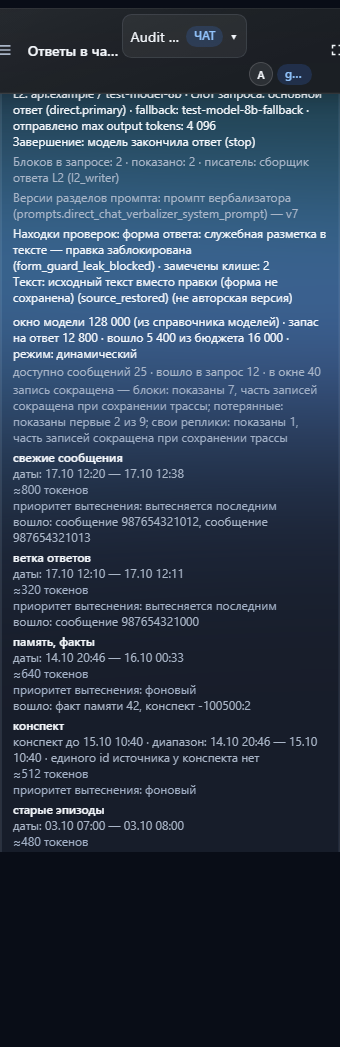 Ответы в ча...
Audit ...
ЧАТ
A
g...
L2: api.example / test-model-8b · слот запроса: основной
ответ (direct.primary) · fallback: test-model-8b-fallback ·
отправлено max output tokens: 4 096
Завершение: модель закончила ответ (stop)
Блоков в запросе: 2 · показано: 2 · писатель: сборщик
ответа L2 (l2_writer)
Версии разделов промпта: промпт вербализатора
(prompts.direct_chat_verbalizer_system_prompt) — v7
Находки проверок: форма ответа: служебная разметка в
тексте — правка заблокирована
(form_guard_leak_blocked) · замечены клише: 2
Текст: исходный текст вместо правки (форма не
сохранена) (source_restored) (не авторская версия)
окно модели 128 000 (из справочника моделей) · запас
на ответ 12 800 · вошло 5 400 из бюджета 16 000 ·
режим: динамический
доступно сообщений 25 · вошло в запрос 12 · в окне 40
запись сокращена — блоки: показаны 7, часть записей
сокращена при сохранении трассы; потерянные:
показаны первые 2 из 9; свои реплики: показаны 1,
часть записей сокращена при сохранении трассы
свежие сообщения
даты: 17.10 12:20 — 17.10 12:38
≈800 токенов
приоритет вытеснения: вытесняется последним
вошло: сообщение 987654321012, сообщение
987654321013
ветка ответов
даты: 17.10 12:10 — 17.10 12:11
≈320 токенов
приоритет вытеснения: вытесняется последним
вошло: сообщение 987654321000
память, факты
даты: 14.10 20:46 — 16.10 00:33
≈640 токенов
приоритет вытеснения: фоновый
вошло: факт памяти 42, конспект -100500:2
конспект
конспект до 15.10 10:40 · диапазон: 14.10 20:46 — 15.10
10:40 · единого id источника у конспекта нет
≈512 токенов
приоритет вытеснения: фоновый
старые эпизоды
даты: 03.10 07:00 — 03.10 08:00
≈480 токенов